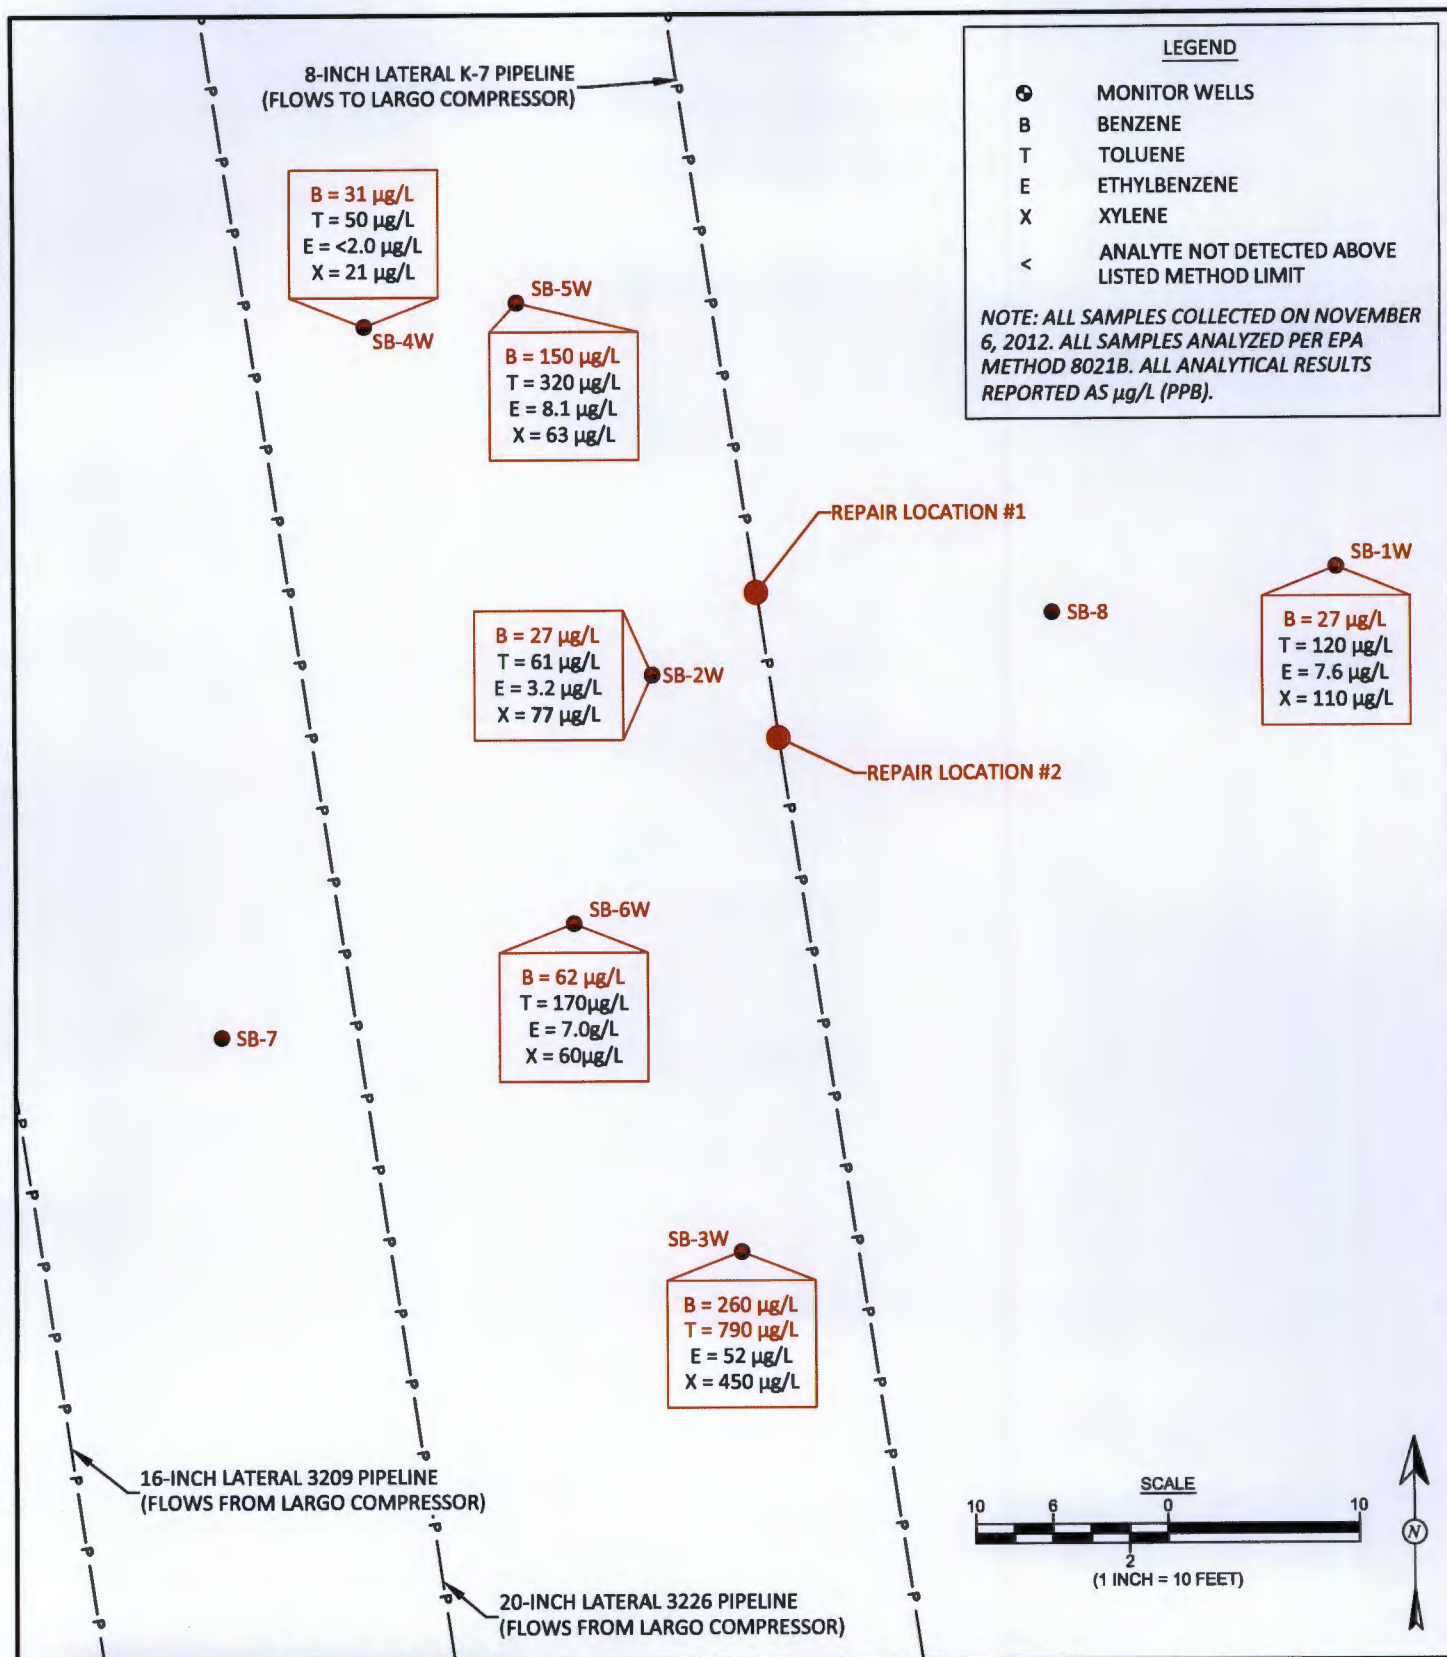 8-INCH LATERAL K-7 PIPELINE
(FLOWS TO LARGO COMPRESSOR)
LEGEND
MONITOR WELLS
B BENZENE
T TOLUENE
E ETHYLBENZENE
X XYLENE
< ANALYTE NOT DETECTED ABOVE
LISTED METHOD LIMIT
NOTE: ALL SAMPLES COLLECTED ON NOVEMBER
6, 2012. ALL SAMPLES ANALYZED PER EPA
METHOD 8021B. ALL ANALYTICAL RESULTS
REPORTED AS µg/L (PPB).
B = 31 µg/L
T = 50 µg/L
E = <2.0 µg/L
X = 21 µg/L
SB-4W
SB-5W
B = 150 µg/L
T = 320 µg/L
E = 8.1 µg/L
X = 63 µg/L
REPAIR LOCATION #1
SB-1W
B = 27 µg/L
T = 120 µg/L
E = 7.6 µg/L
X = 110 µg/L
SB-8
B = 27 µg/L
T = 61 µg/L
E = 3.2 µg/L
X = 77 µg/L
SB-2W
REPAIR LOCATION #2
SB-6W
B = 62 µg/L
T = 170µg/L
E = 7.0g/L
X = 60µg/L
SB-7
SB-3W
B = 260 µg/L
T = 790 µg/L
E = 52 µg/L
X = 450 µg/L
16-INCH LATERAL 3209 PIPELINE
(FLOWS FROM LARGO COMPRESSOR)
20-INCH LATERAL 3226 PIPELINE
(FLOWS FROM LARGO COMPRESSOR)
SCALE
10 6 0 10
2
(1 INCH = 10 FEET)
N